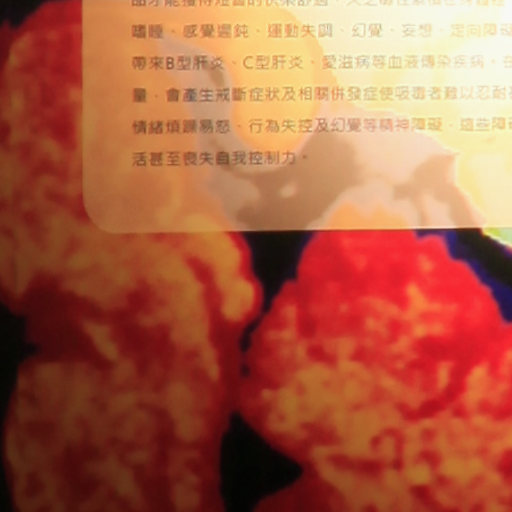 嗜睡、感覺遲鈍、運動失調、幻覺、妄想、定向障
帶來B型肝炎、C型肝炎、愛滋病等血液傳染疾病。在
量，會產生戒斷症狀及相關併發症使吸毒者難以忍耐
情緒煩躁易怒、行為失控及幻覺等精神障礙，這些障
活甚至喪失自我控制力。